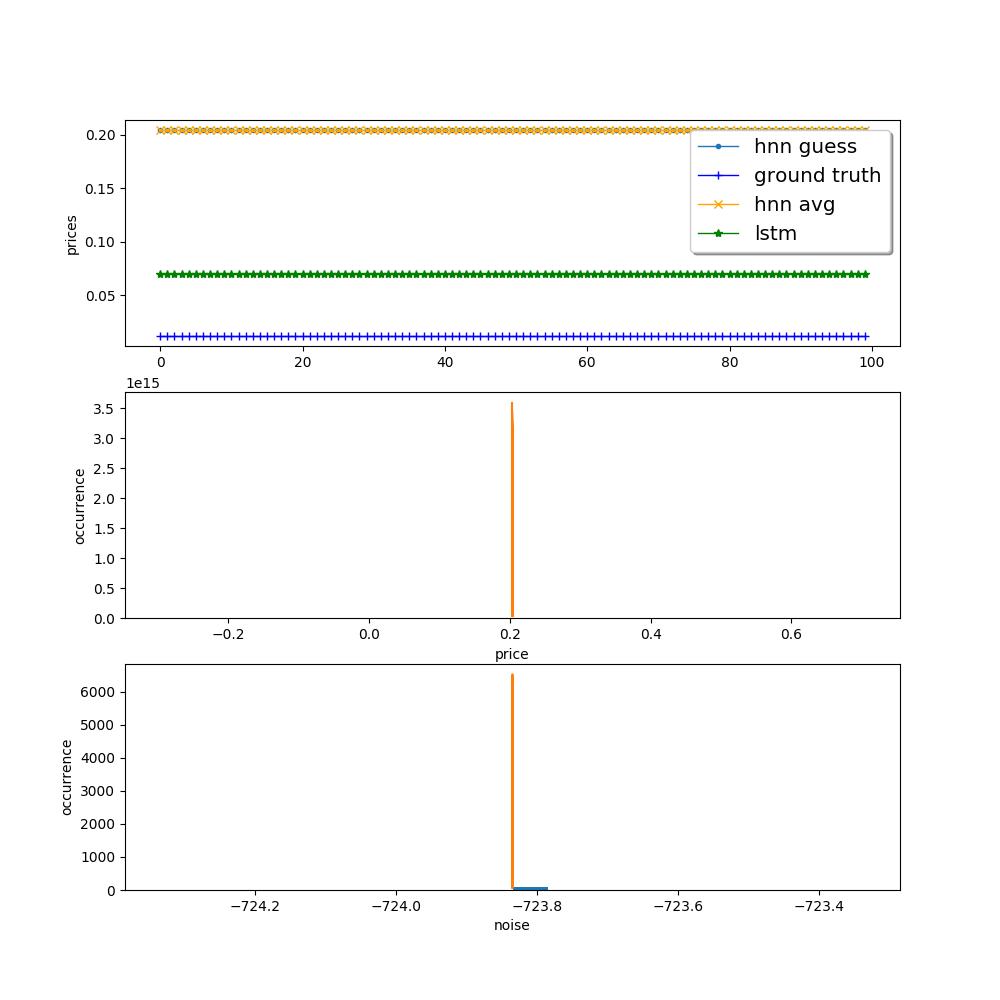 0.20
0.15
0.10
0.05
prices
hnn guess
ground truth
hnn avg
lstm
0 20 40 60 80 100
1e15
3.5
3.0
2.5
2.0
1.5
1.0
0.5
0.0
occurrence
−0.2 0.0 0.2 0.4 0.6
price
6000
5000
4000
3000
2000
1000
0
occurrence
−724.2 −724.0 −723.8 −723.6 −723.4
noise